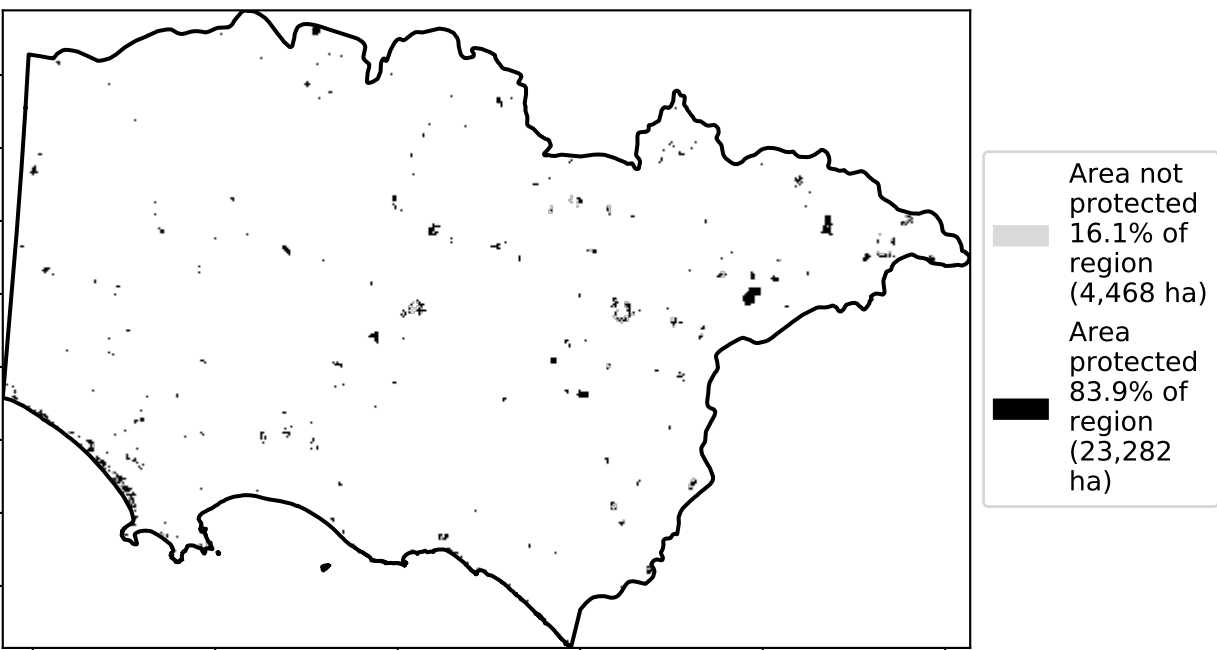 Area not
protected
16.1% of
region
(4,468 ha)
Area
protected
83.9% of
region
(23,282
ha)